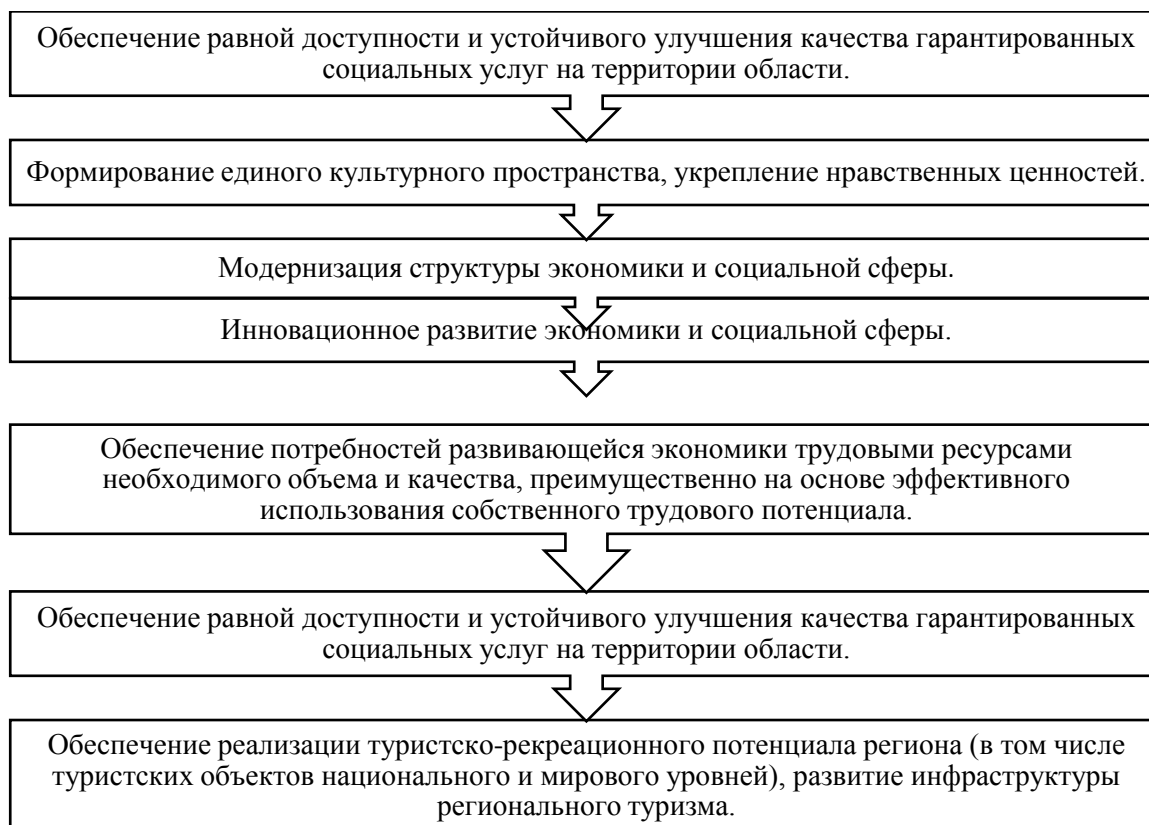 Обеспечение равной доступности и устойчивого улучшения качества гарантированных
социальных услуг на территории области.
Формирование единого культурного пространства, укрепление нравственных ценностей.
Модернизация структуры экономики и социальной сферы.
Инновационное развитие экономики и социальной сферы.
Обеспечение потребностей развивающейся экономики трудовыми ресурсами
необходимого объема и качества, преимущественно на основе эффективного
использования собственного трудового потенциала.
Обеспечение равной доступности и устойчивого улучшения качества гарантированных
социальных услуг на территории области.
Обеспечение реализации туристско-рекреационного потенциала региона (в том числе
туристских объектов национального и мирового уровней), развитие инфраструктуры
регионального туризма.